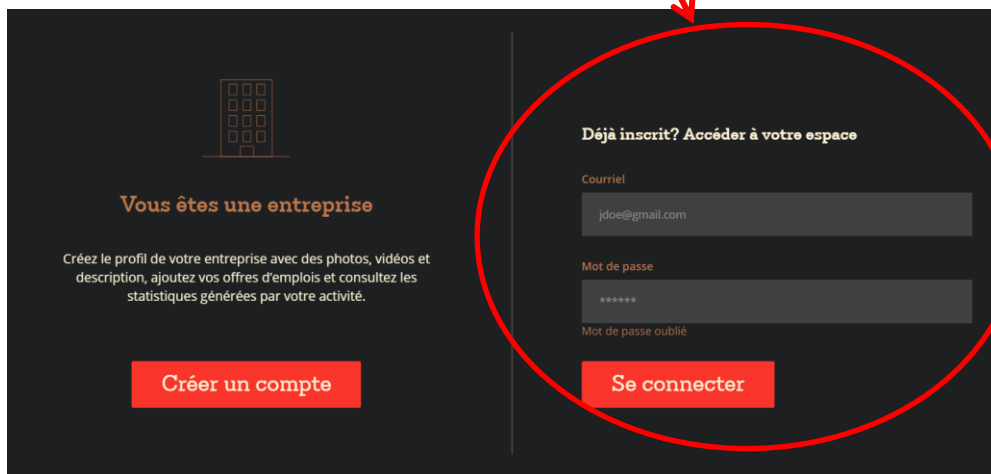 Vous êtes une entreprise
Créez le profil de votre entreprise avec des photos, vidéos et
description, ajoutez vos offres d'emplois et consultez les
statistiques générées par votre activité.
Créer un compte
Déjà inscrit? Accéder à votre espace
Courriel
jdoe@gmail.com
Mot de passe
******
Mot de passe oublié
Se connecter